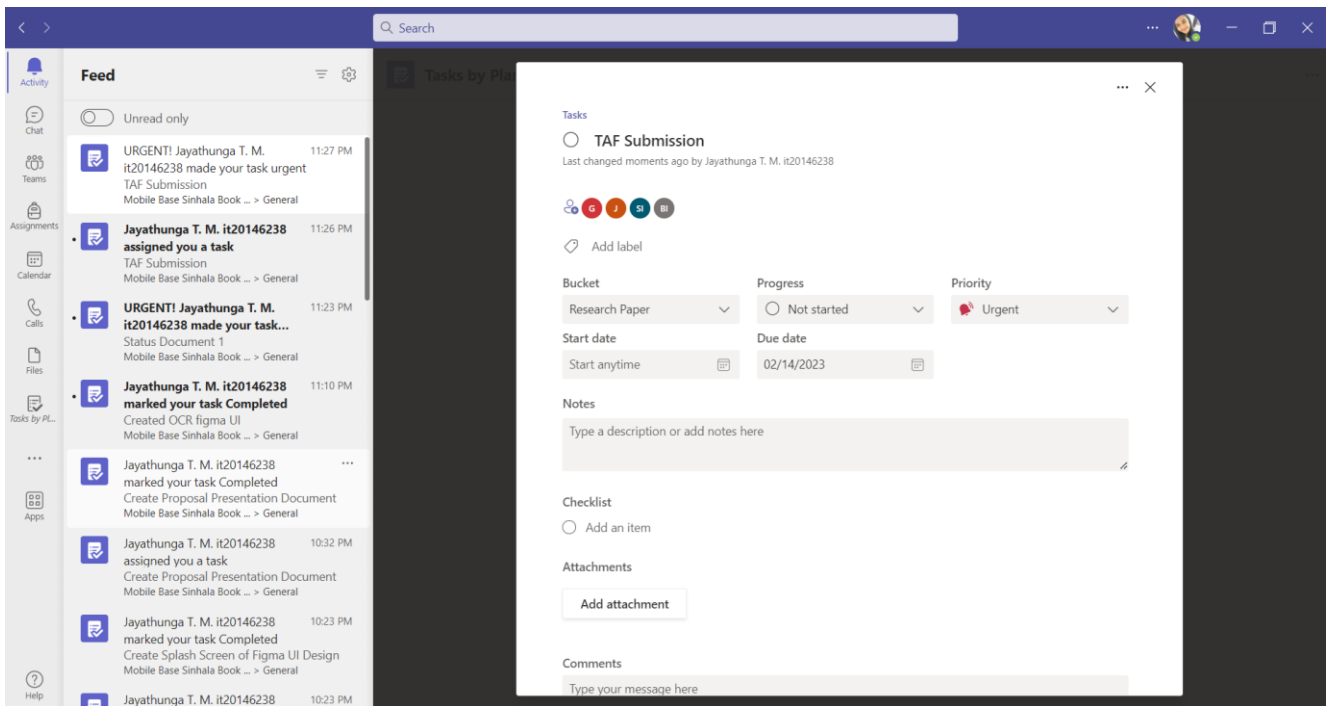 Search
Activity
Chat
Teams
Assignments
Calendar
Calls
Files
Tasks by Pl...
Apps
Help
Feed
Unread only
URGENT! Jayathunga T. M. 11:27 PM
it20146238 made your task urgent
TAF Submission
Mobile Base Sinhala Book ... > General
Jayathunga T. M. it20146238 11:26 PM
assigned you a task
TAF Submission
Mobile Base Sinhala Book ... > General
URGENT! Jayathunga T. M. 11:23 PM
it20146238 made your task...
Status Document 1
Mobile Base Sinhala Book ... > General
Jayathunga T. M. it20146238 11:10 PM
marked your task Completed
Created OCR figma UI
Mobile Base Sinhala Book ... > General
Jayathunga T. M. it20146238 ...
marked your task Completed
Create Proposal Presentation Document
Mobile Base Sinhala Book ... > General
Jayathunga T. M. it20146238 10:32 PM
assigned you a task
Create Proposal Presentation Document
Mobile Base Sinhala Book ... > General
Jayathunga T. M. it20146238 10:23 PM
marked your task Completed
Create Splash Screen of Figma UI Design
Mobile Base Sinhala Book ... > General
Jayathunga T. M. it20146238 10:23 PM
Tasks by Pla
Tasks
TAF Submission
Last changed moments ago by Jayathunga T. M. it20146238
G J SI BI
Add label
Bucket Progress Priority
Research Paper Not started Urgent
Start date Due date
Start anytime 02/14/2023
Notes
Type a description or add notes here
Checklist
Add an item
Attachments
Add attachment
Comments
Type your message here